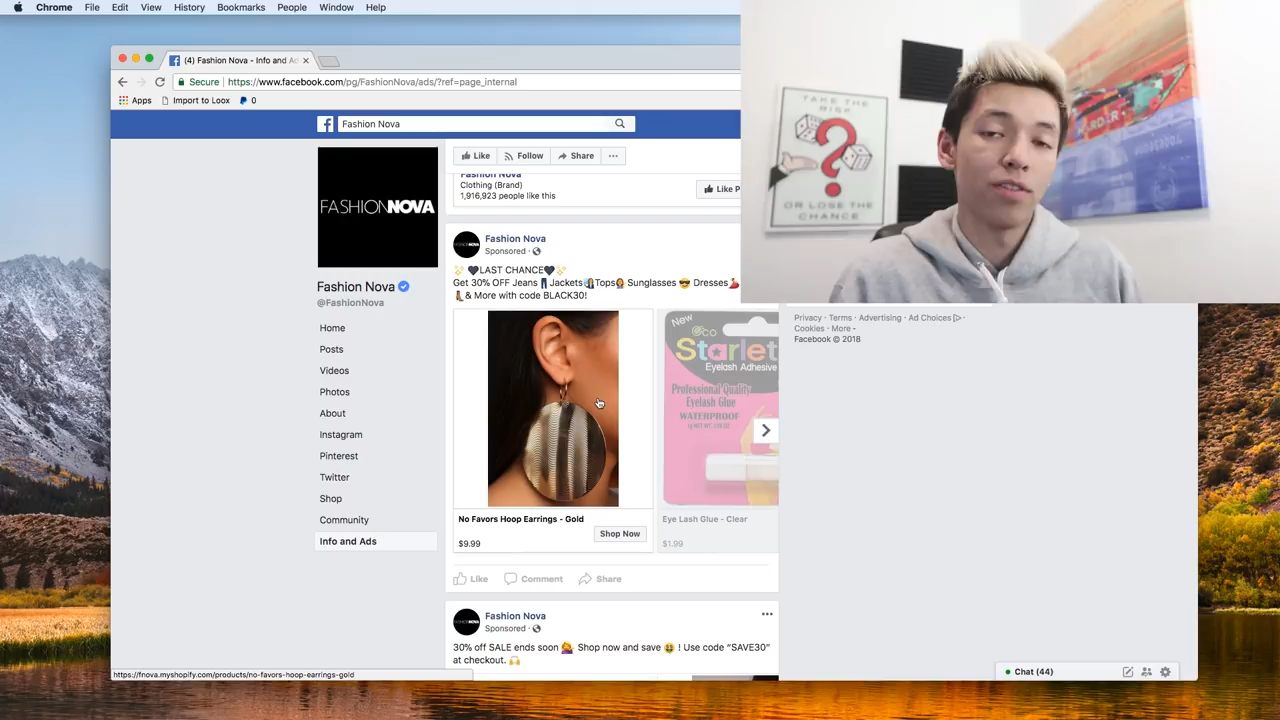 Chrome File Edit View History Bookmarks People Window Help
(4) Fashion Nova - Info and Ad
Secure https://www.facebook.com/pg/FashionNova/ads/?ref=page_internal
Apps Import to Loox 0
Fashion Nova
Like Follow Share
FASHIONNOVA
Fashion Nova
@FashionNova
Home
Posts
Videos
Photos
About
Instagram
Pinterest
Twitter
Shop
Community
Info and Ads
Fashion Nova
Clothing (Brand)
1,916,923 people like this
Like P
Fashion Nova
Sponsored ·
✨🖤LAST CHANCE🖤✨
Get 30% OFF Jeans 👖Jackets Tops Sunglasses 😎 Dresses💃
👢& More with code BLACK30!
New
eco
Starlet
Eyelash Adhesive
Professional Quality
Eyelash Glue
WATERPROOF
No Favors Hoop Earrings - Gold
Shop Now
$9.99
Eye Lash Glue - Clear
$1.99
Like Comment Share
Fashion Nova
Sponsored ·
30% off SALE ends soon Shop now and save 🤑 ! Use code "SAVE30"
at checkout. 🙌
https://fnova.myshopify.com/products/no-favors-hoop-earrings-gold
TAKE THE
RISK
?
OR LOSE THE
CHANCE
Privacy · Terms · Advertising · Ad Choices ·
Cookies · More
Facebook © 2018
Chat (44)